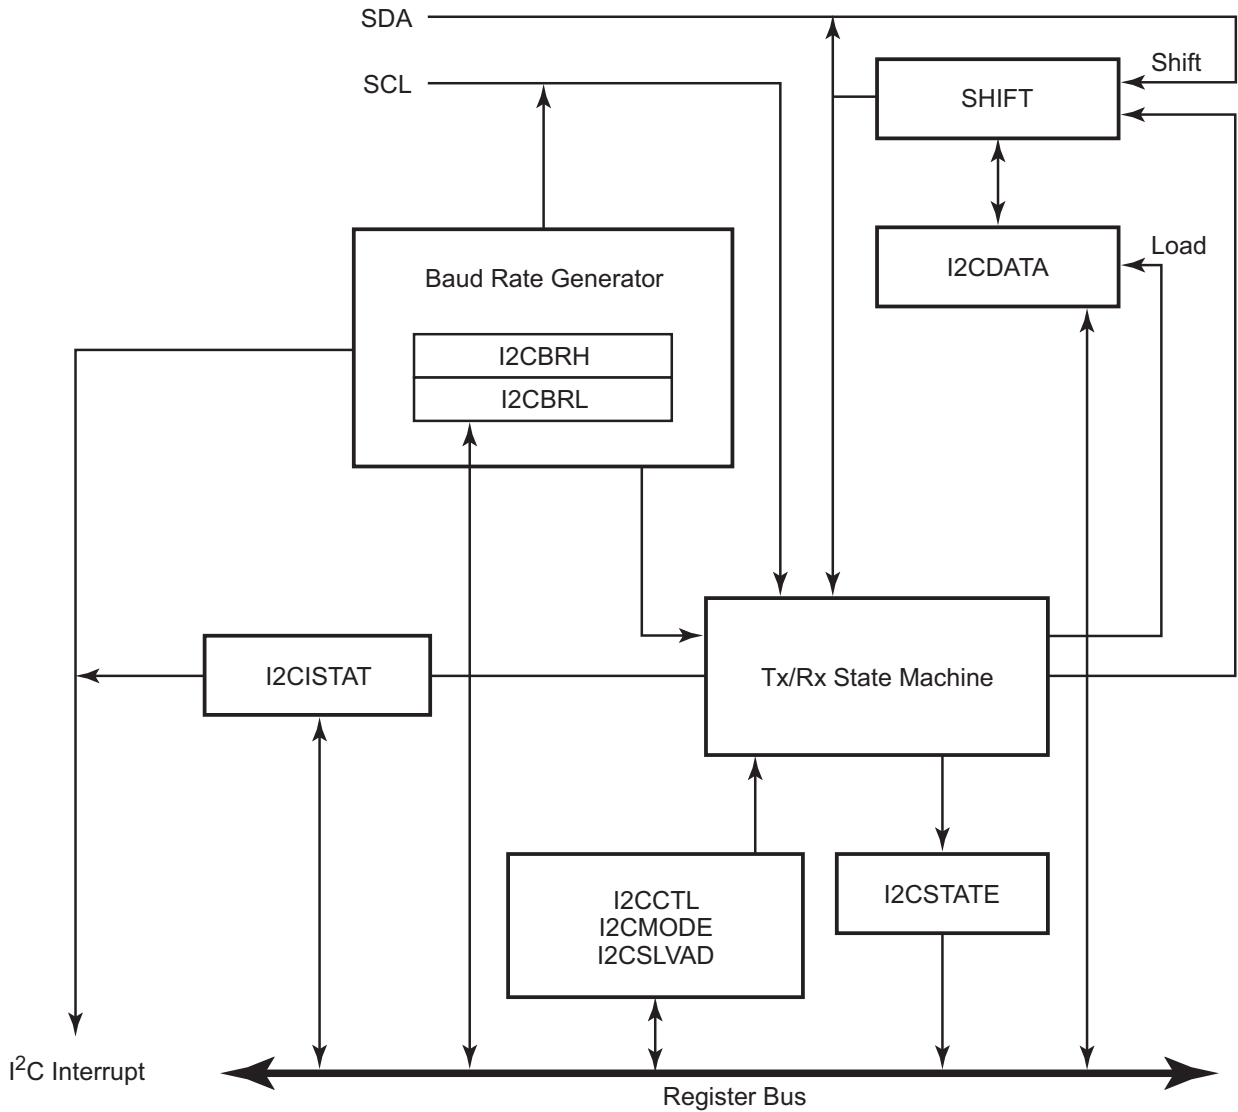 SDA
Shift
SCL
SHIFT
Load
I2CDATA
Baud Rate Generator
I2CBRH
I2CBRL
I2CISTAT
Tx/Rx State Machine
I2CCTL
I2CMODE
I2CSLVAD
I2CSTATE
I²C Interrupt
Register Bus